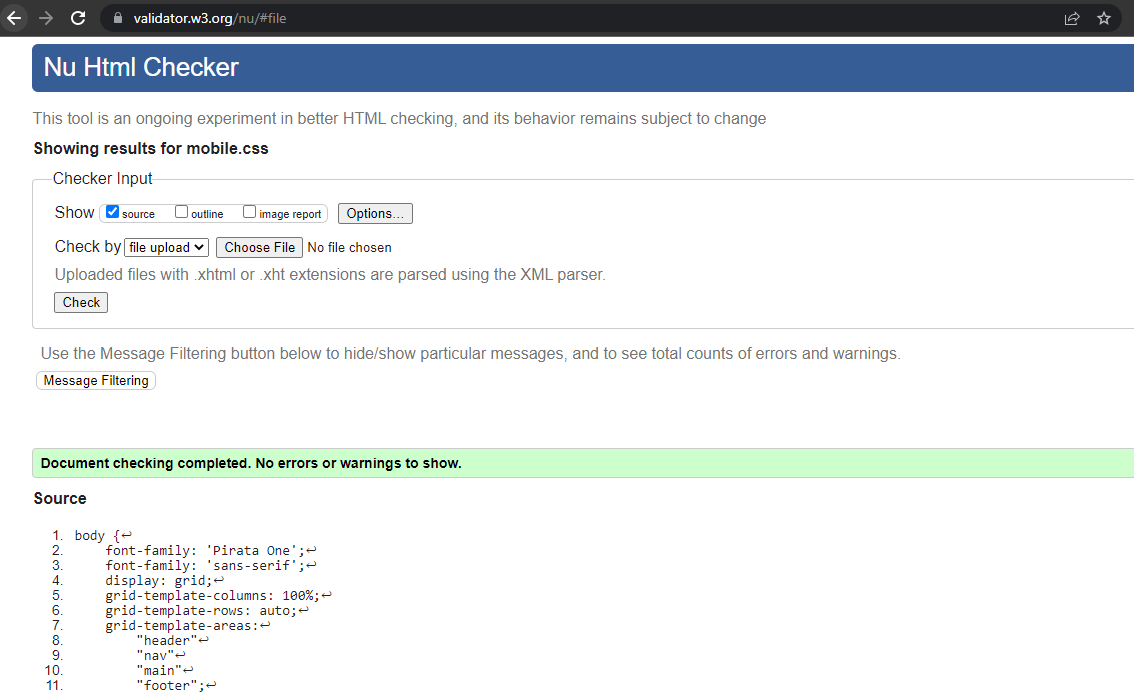 validator.w3.org/nu/#file
Nu Html Checker
This tool is an ongoing experiment in better HTML checking, and its behavior remains subject to change
Showing results for mobile.css
Checker Input
Show source outline image report Options...
Check by file upload Choose File No file chosen
Uploaded files with .xhtml or .xht extensions are parsed using the XML parser.
Check
Use the Message Filtering button below to hide/show particular messages, and to see total counts of errors and warnings.
Message Filtering
Document checking completed. No errors or warnings to show.
Source
1. body {↩
2. font-family: 'Pirata One';↩
3. font-family: 'sans-serif';↩
4. display: grid;↩
5. grid-template-columns: 100%;↩
6. grid-template-rows: auto;↩
7. grid-template-areas:↩
8. "header"↩
9. "nav"↩
10. "main"↩
11. "footer";↩